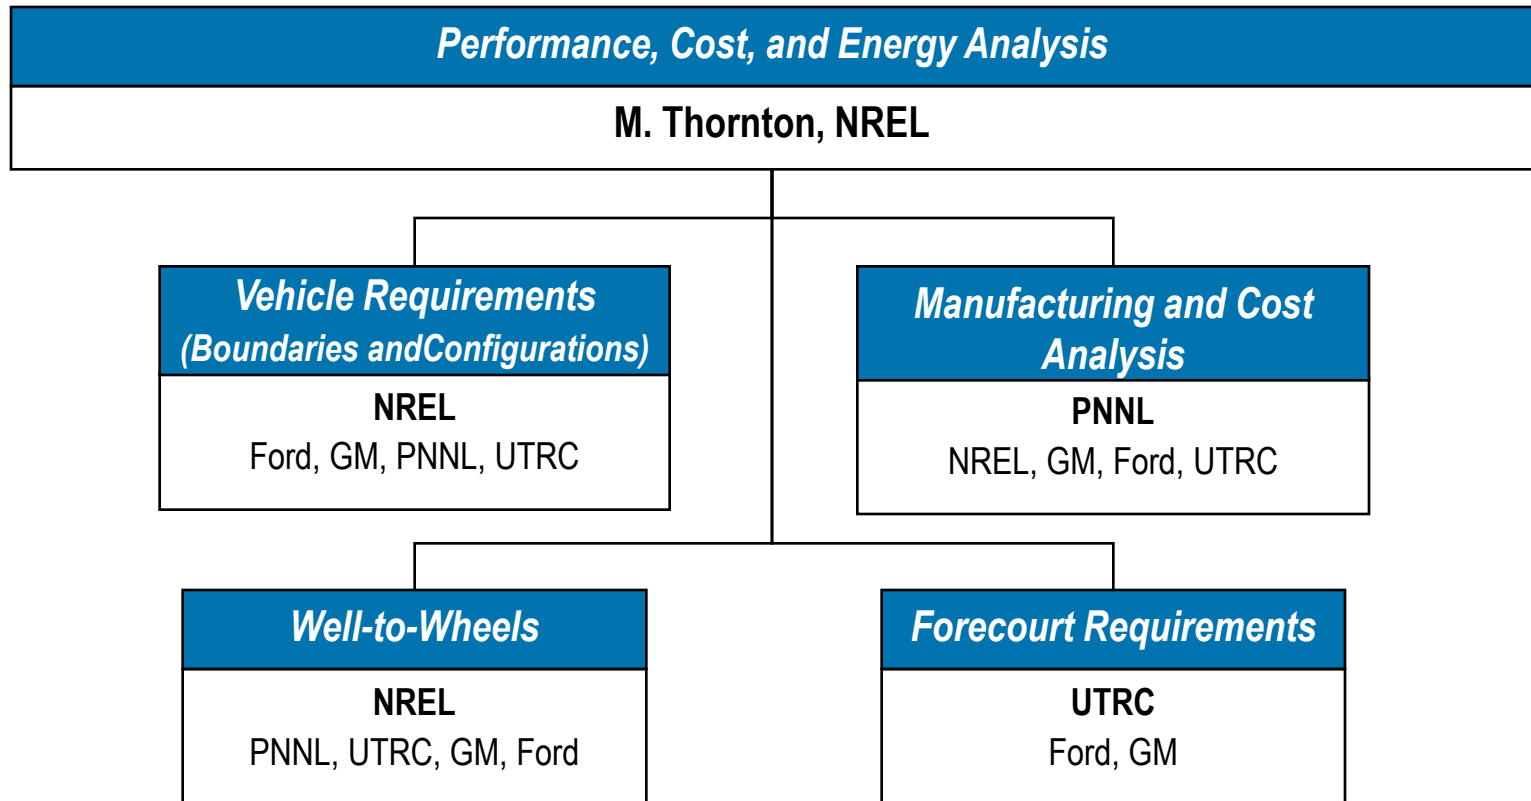 Performance, Cost, and Energy Analysis
M. Thornton, NREL
Vehicle Requirements
(Boundaries andConfigurations)
NREL
Ford, GM, PNNL, UTRC
Manufacturing and Cost
Analysis
PNNL
NREL, GM, Ford, UTRC
Well-to-Wheels
NREL
PNNL, UTRC, GM, Ford
Forecourt Requirements
UTRC
Ford, GM